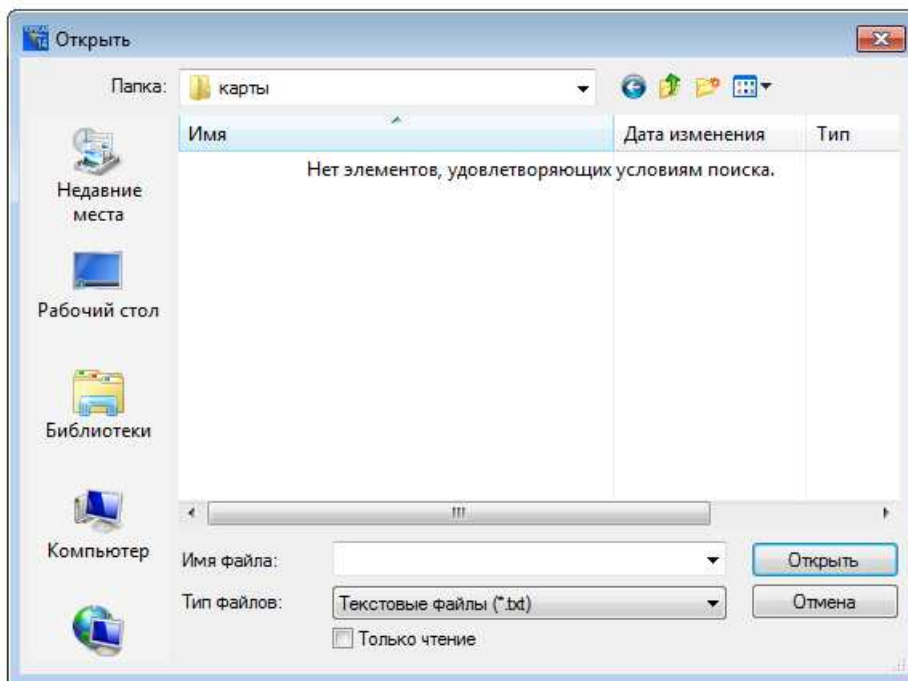 Открыть
Папка: карты
Имя Дата изменения Тип
Нет элементов, удовлетворяющих условиям поиска.
Недавние
места
Рабочий стол
Библиотеки
Компьютер
Имя файла: Открыть
Тип файлов: Текстовые файлы (*.txt) Отмена
Только чтение